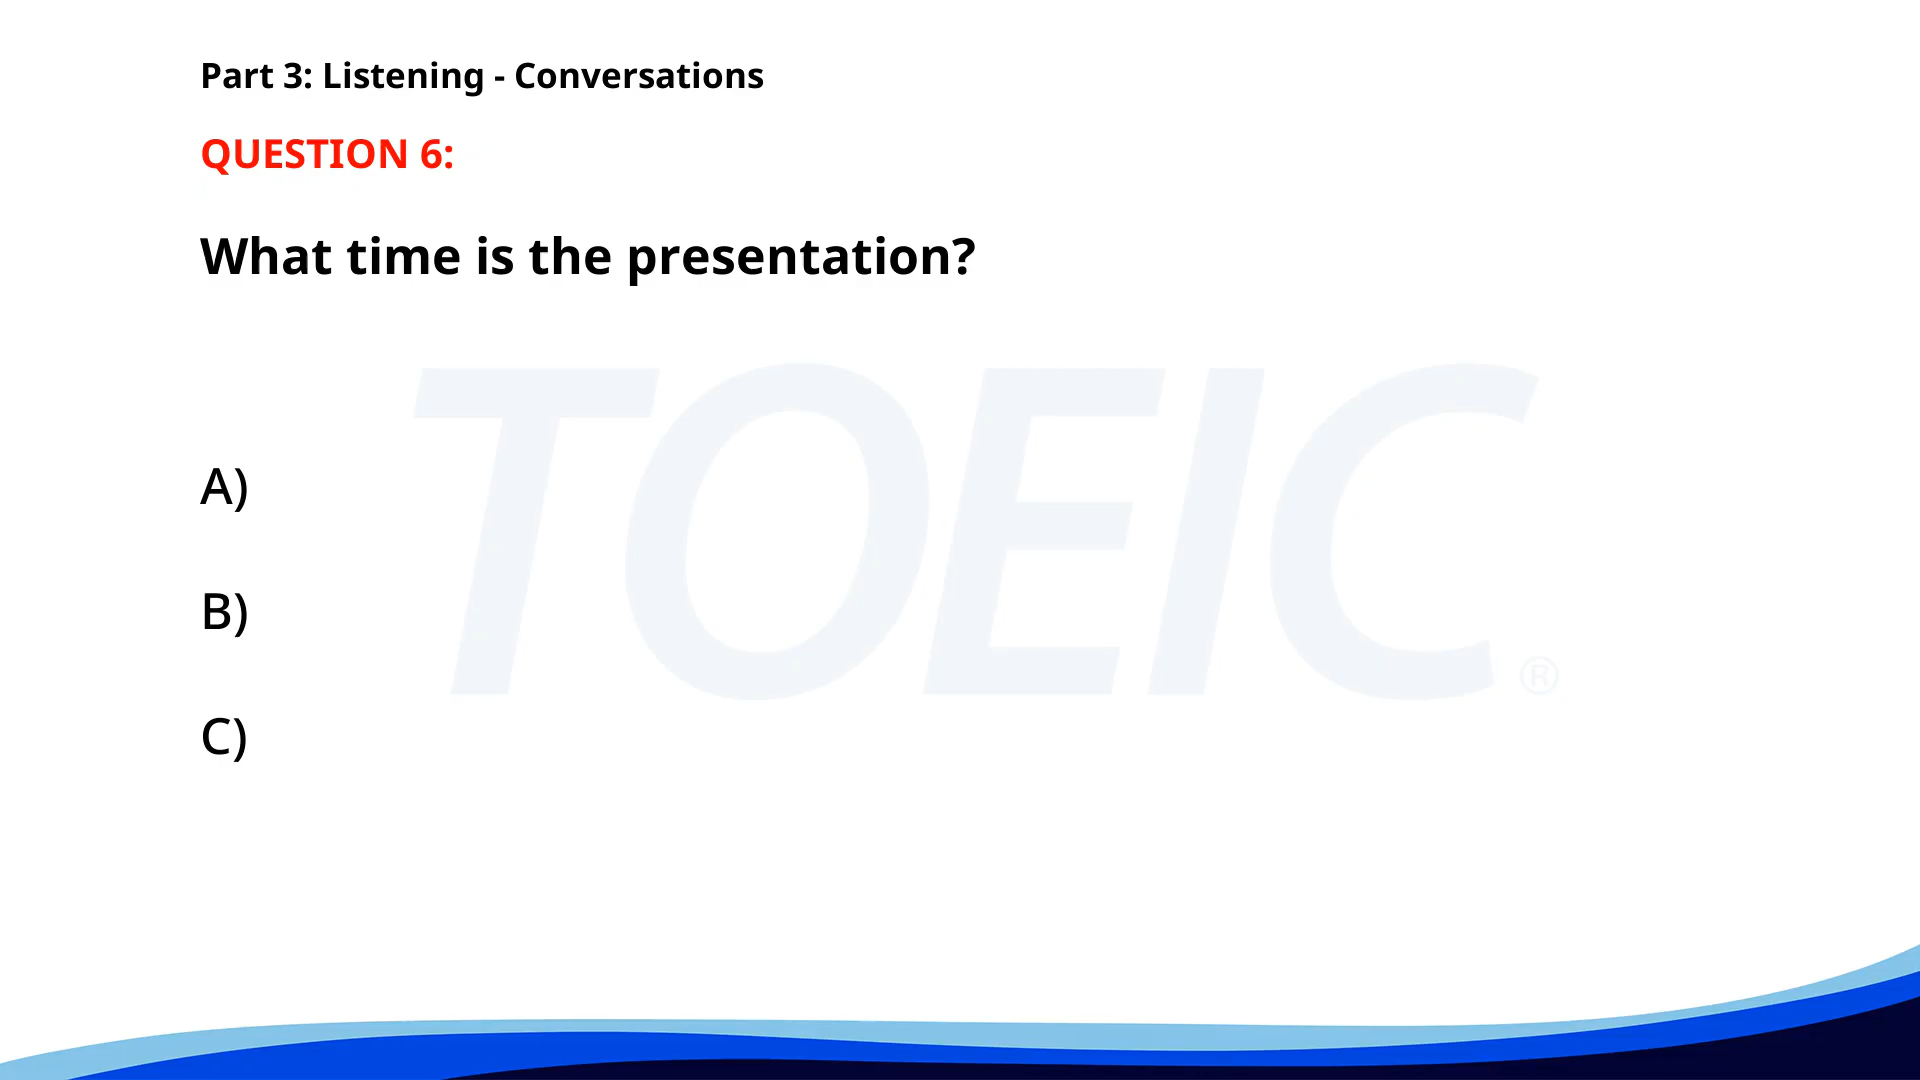 Part 3: Listening - Conversations
QUESTION 6:
What time is the presentation?
TOEIC®
A)
B)
C)